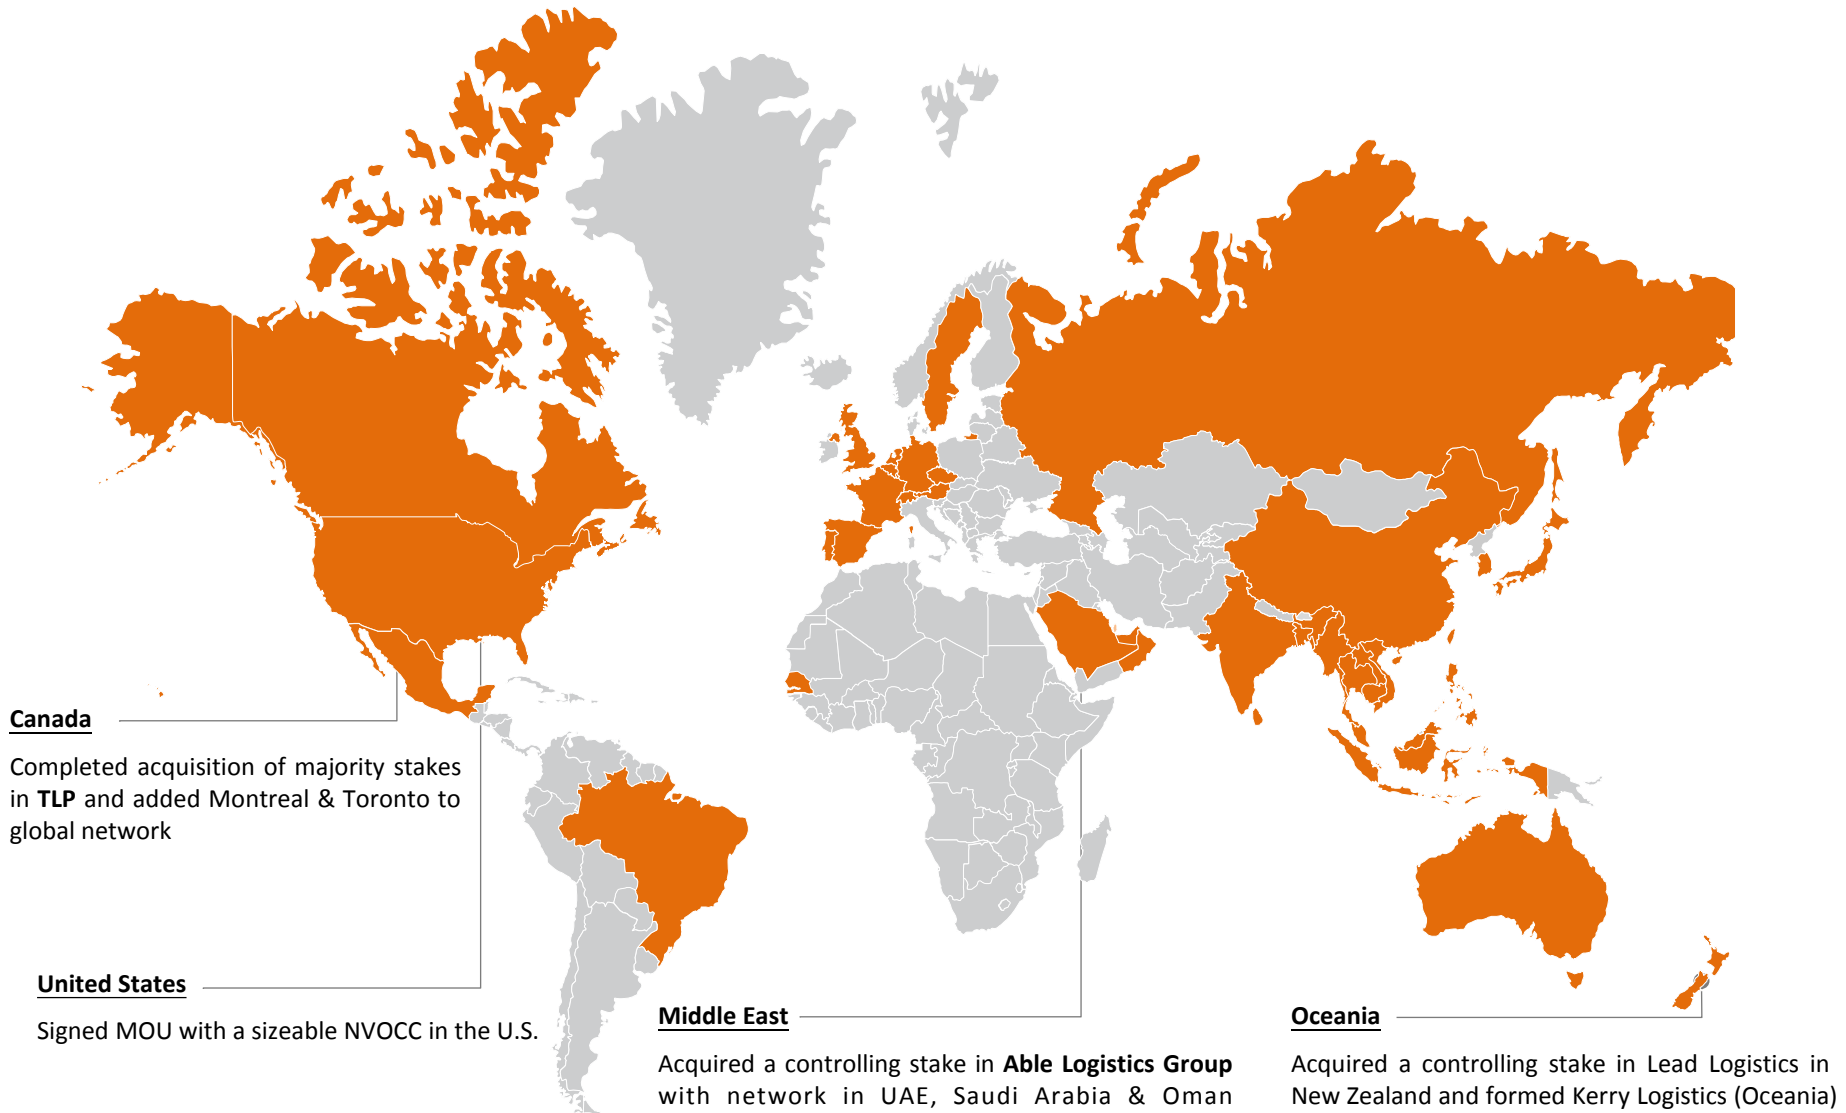 Canada
Completed acquisition of majority stakes
in TLP and added Montreal & Toronto to
global network
United States
Signed MOU with a sizeable NVOCC in the U.S.
Middle East
Acquired a controlling stake in Able Logistics Group
with network in UAE, Saudi Arabia & Oman
Oceania
Acquired a controlling stake in Lead Logistics in
New Zealand and formed Kerry Logistics (Oceania)